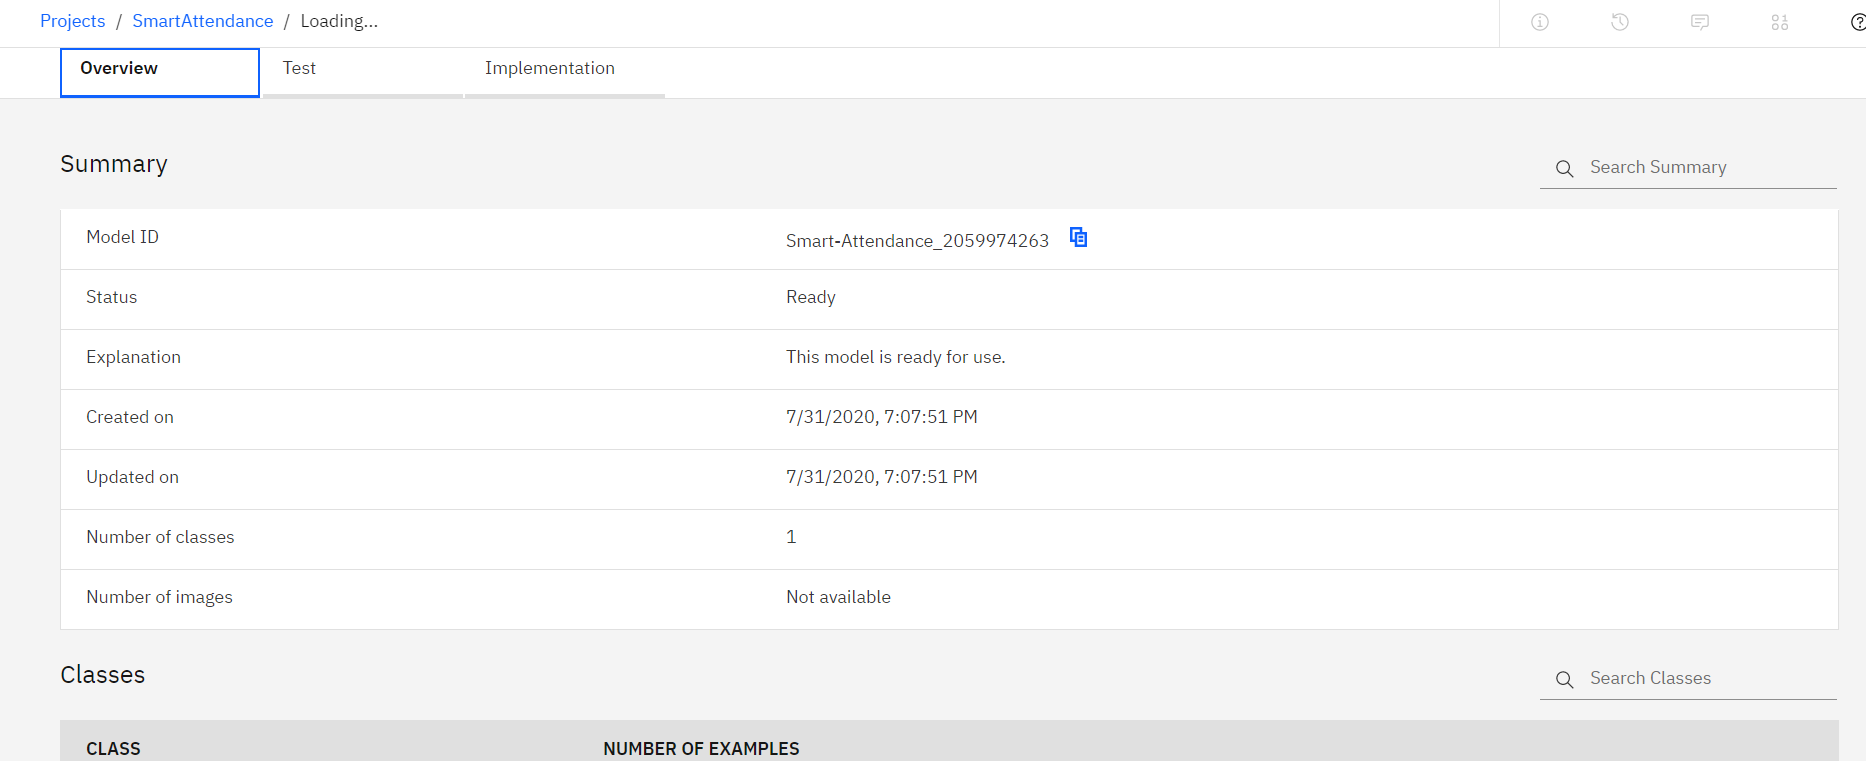 Projects / SmartAttendance / Loading...
Overview Test Implementation
Summary
Search Summary
Model ID Smart-Attendance_2059974263
Status Ready
Explanation This model is ready for use.
Created on 7/31/2020, 7:07:51 PM
Updated on 7/31/2020, 7:07:51 PM
Number of classes 1
Number of images Not available
Classes
Search Classes
CLASS NUMBER OF EXAMPLES